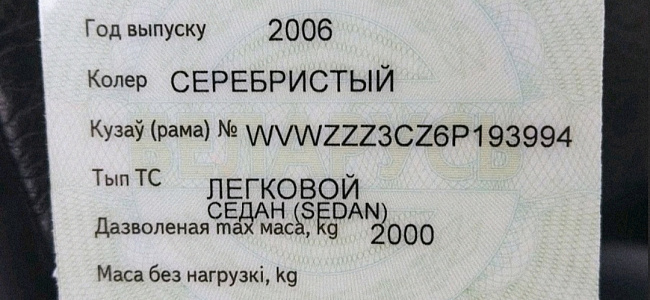 Год выпуску 2006
Колер СЕРЕБРИСТЫЙ
Кузаў (рама) № WVWZZZ3CZ6P193994
БЕЛАРУСЬ
Тып ТС ЛЕГКОВОЙ
СЕДАН (SEDAN)
Дазволеная max маса, kg 2000
Маса без нагрузкі, kg